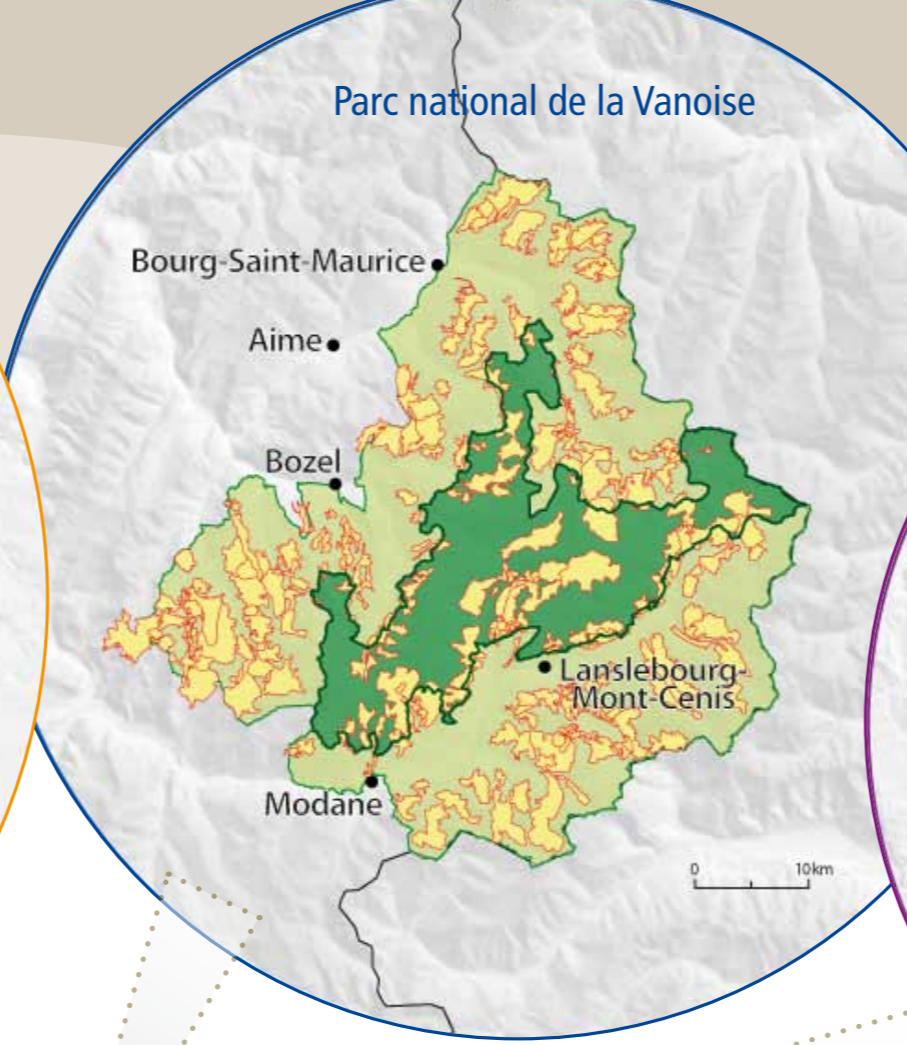 Parc national de la Vanoise
Bourg-Saint-Maurice
Aime
Bozel
Lanslebourg-
Mont-Cenis
Modane
0 10km